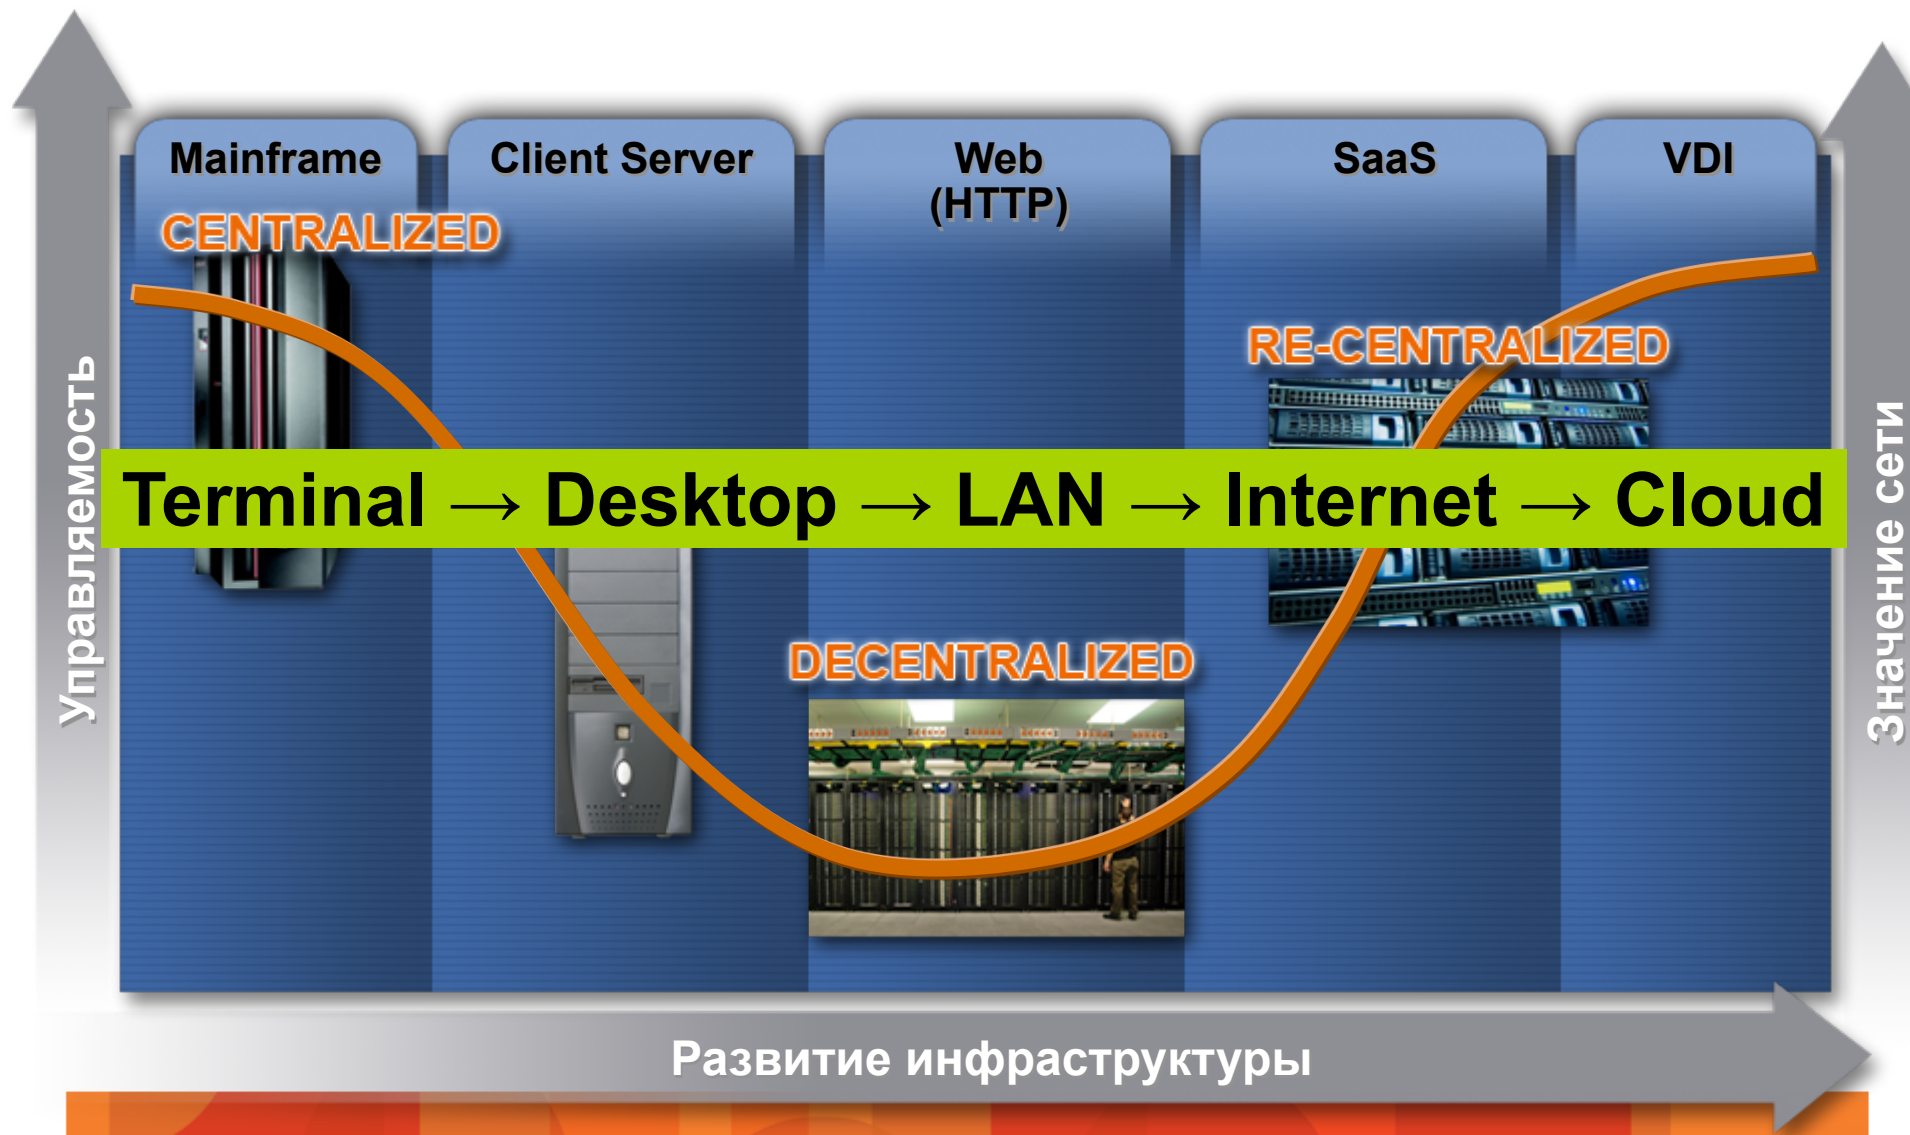 Mainframe
Client Server
Web
(HTTP)
SaaS
VDI
CENTRALIZED
RE-CENTRALIZED
Управляемость
Terminal → Desktop → LAN → Internet → Cloud
Значение сети
DECENTRALIZED
Развитие инфраструктуры